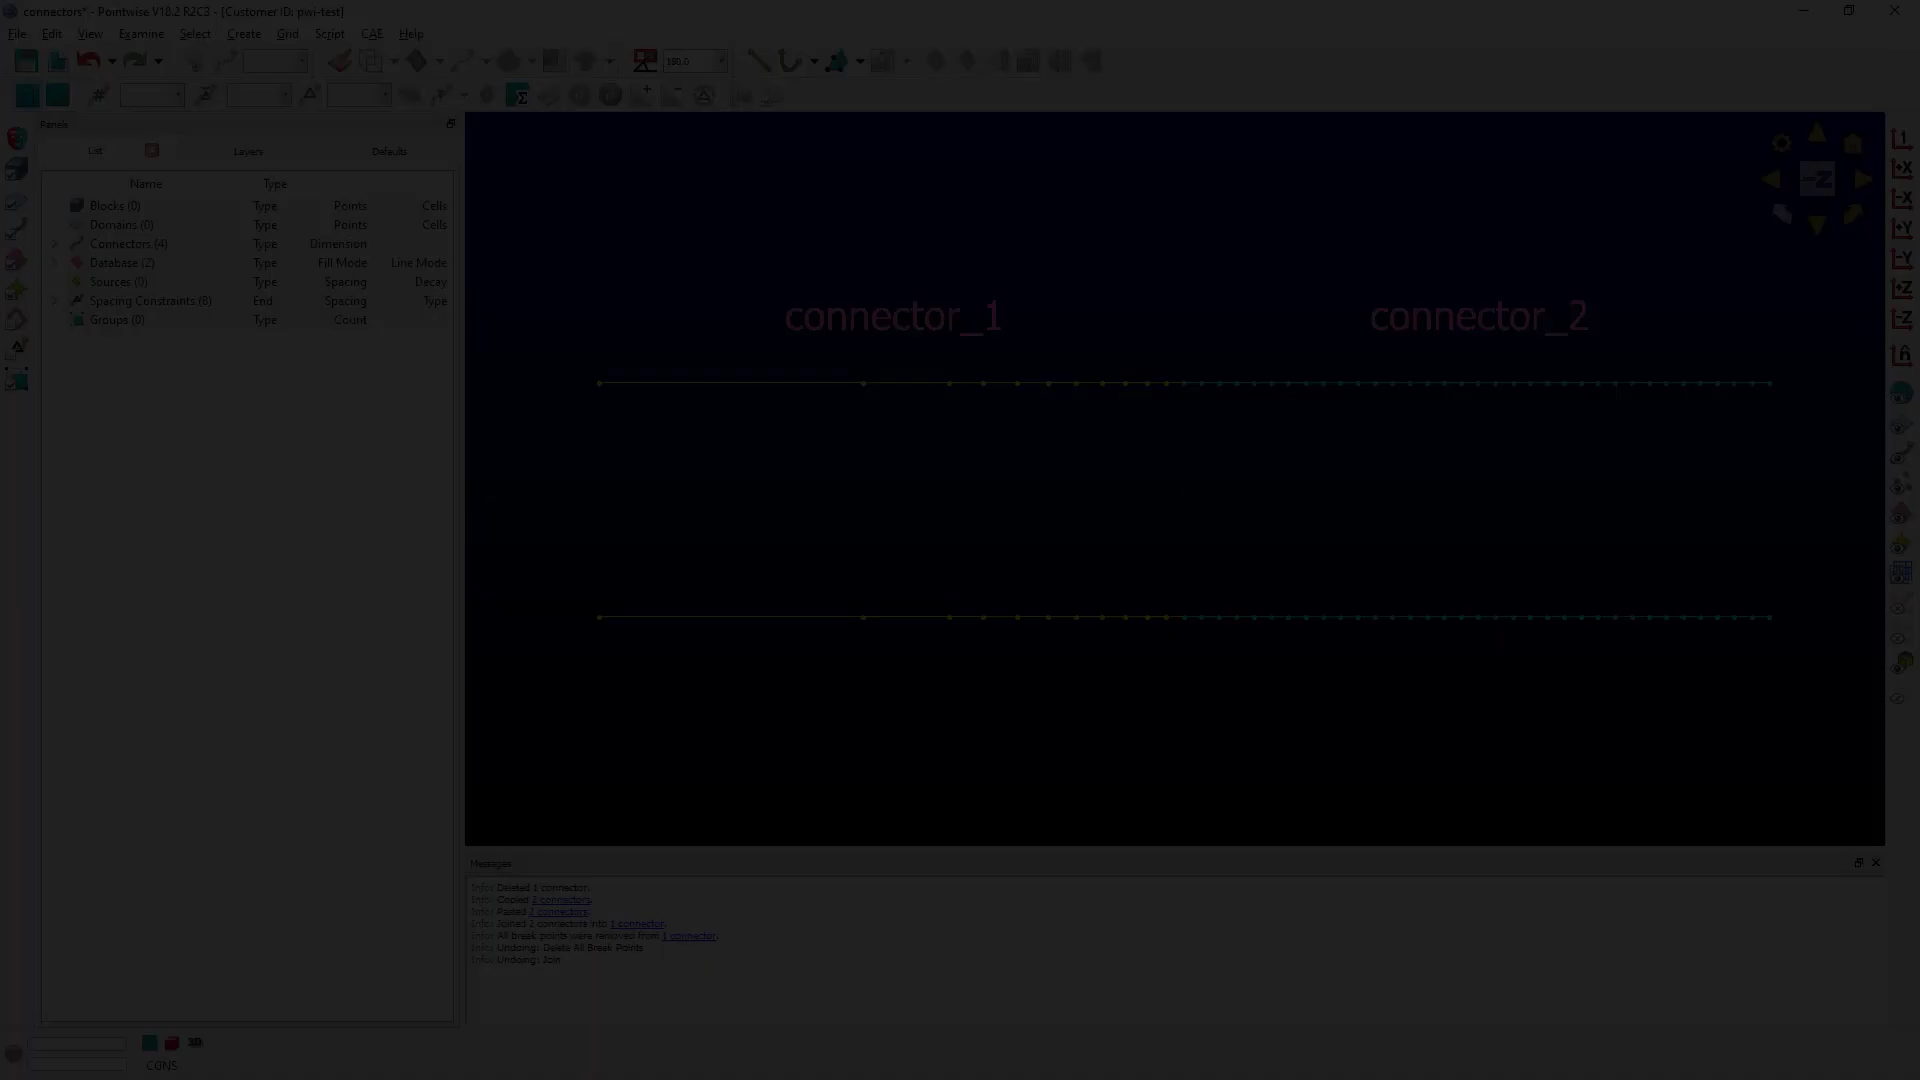 connectors* - Pointwise V18.2 R2C3 - [Customer ID: pwi-test]
File Edit View Examine Select Create Grid Script CAE Help
100.0
Panels
List Layers Defaults
Name Type
Blocks (0) Type Points Cells
Domains (0) Type Points Cells
Connectors (4) Type Dimension
Database (2) Type Fill Mode Line Mode
Sources (0) Type Spacing Decay
Spacing Constraints (8) End Spacing Type
Groups (0) Type Count
connector_1
connector_2
-Z
1
+X
-X
+Y
-Y
+Z
-Z
n̂
Messages
Info: Deleted 1 connector.
Info: Copied 2 connectors.
Info: Pasted 2 connectors.
Info: Joined 2 connectors into 1 connector.
Info: All break points were removed from 1 connector.
Info: Undoing: Delete All Break Points
Info: Undoing: Join
3D
CGNS